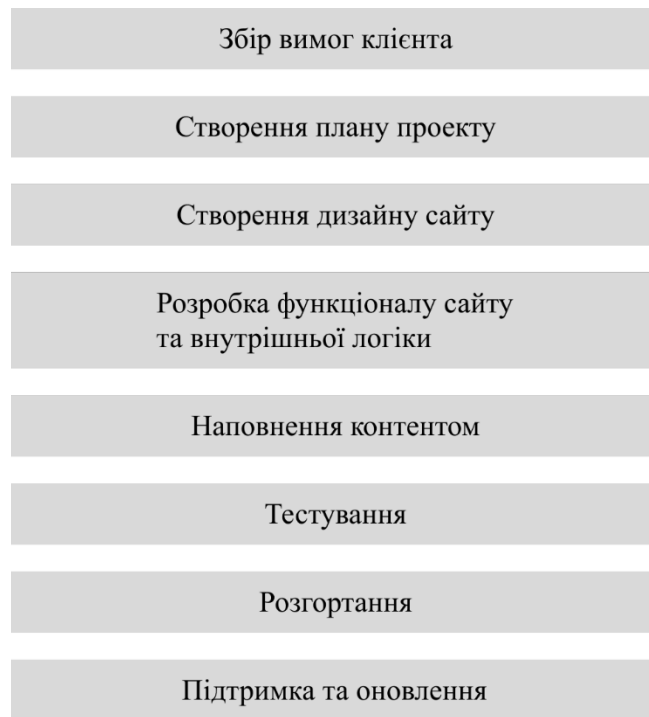 Збір вимог клієнта
Створення плану проекту
Створення дизайну сайту
Розробка функціоналу сайту
та внутрішньої логіки
Наповнення контентом
Тестування
Розгортання
Підтримка та оновлення